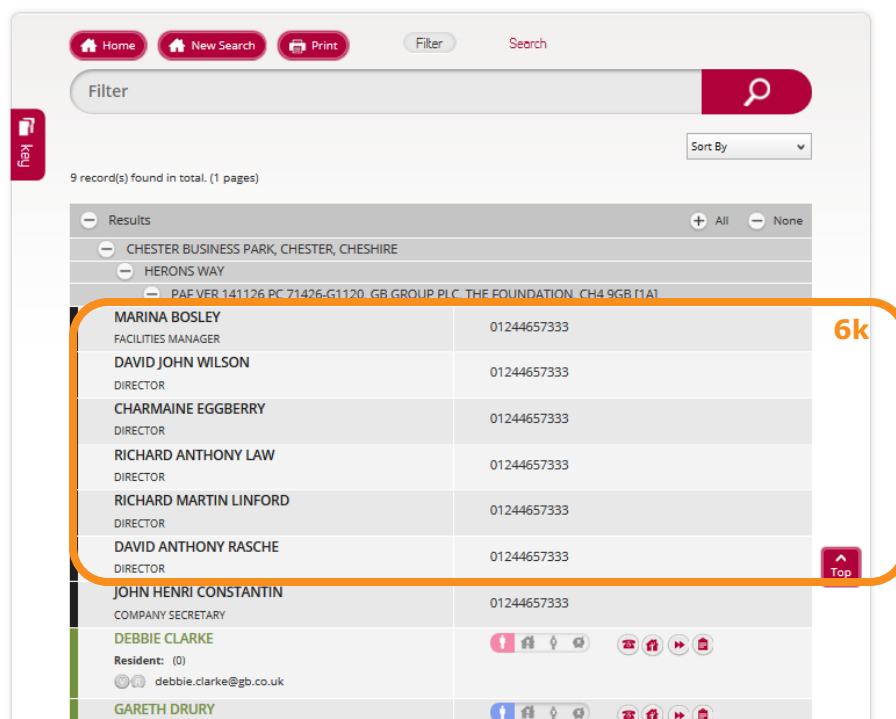 Home
New Search
Print
Filter
Search
Filter
key
Sort By
9 record(s) found in total. (1 pages)
Results
All
None
CHESTER BUSINESS PARK, CHESTER, CHESHIRE
HERONS WAY
PAF VER 141126 PC 71426-G1120, GB GROUP PLC, THE FOUNDATION, CH4 9GB [1A]
6k
MARINA BOSLEY
FACILITIES MANAGER
01244657333
DAVID JOHN WILSON
DIRECTOR
01244657333
CHARMAINE EGGBERRY
DIRECTOR
01244657333
RICHARD ANTHONY LAW
DIRECTOR
01244657333
RICHARD MARTIN LINFORD
DIRECTOR
01244657333
DAVID ANTHONY RASCHE
DIRECTOR
01244657333
Top
JOHN HENRI CONSTANTIN
COMPANY SECRETARY
01244657333
DEBBIE CLARKE
Resident: (0)
debbie.clarke@gb.co.uk
GARETH DRURY